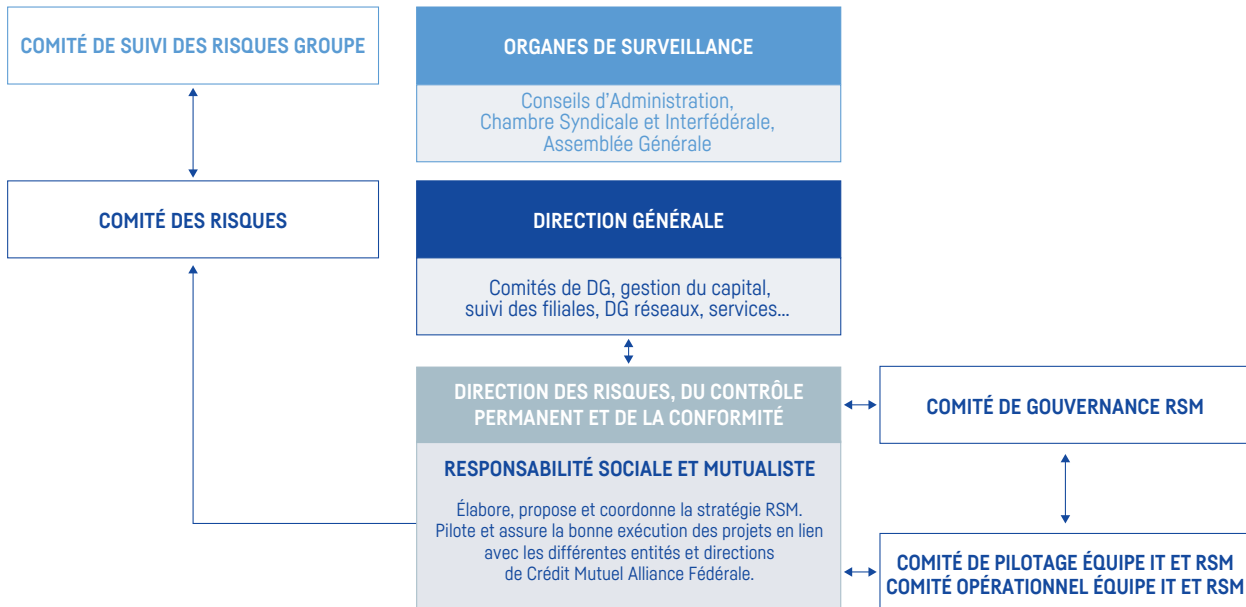 COMITÉ DE SUIVI DES RISQUES GROUPE
ORGANES DE SURVEILLANCE
Conseils d'Administration,
Chambre Syndicale et Interfédérale,
Assemblée Générale
COMITÉ DES RISQUES
DIRECTION GÉNÉRALE
Comités de DG, gestion du capital,
suivi des filiales, DG réseaux, services...
DIRECTION DES RISQUES, DU CONTRÔLE
PERMANENT ET DE LA CONFORMITÉ
COMITÉ DE GOUVERNANCE RSM
RESPONSABILITÉ SOCIALE ET MUTUALISTE
Élabore, propose et coordonne la stratégie RSM.
Pilote et assure la bonne exécution des projets en lien
avec les différentes entités et directions
de Crédit Mutuel Alliance Fédérale.
COMITÉ DE PILOTAGE ÉQUIPE IT ET RSM
COMITÉ OPÉRATIONNEL ÉQUIPE IT ET RSM